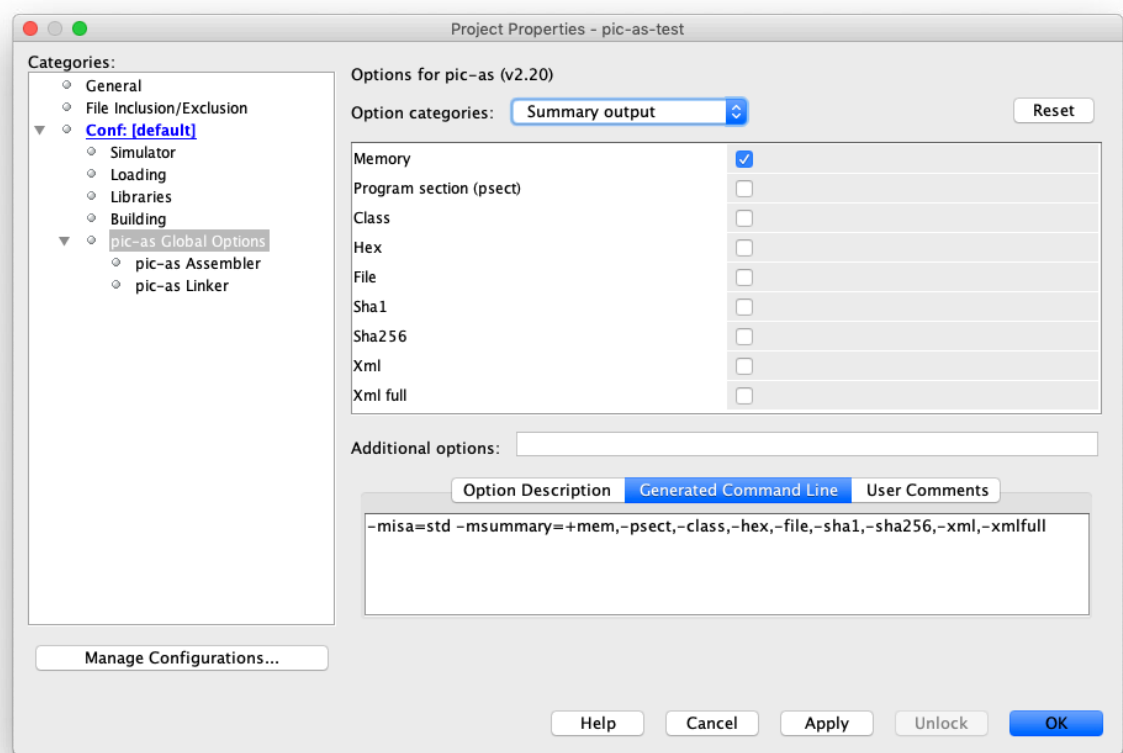 Project Properties - pic-as-test
Categories:
General
File Inclusion/Exclusion
Conf: [default]
Simulator
Loading
Libraries
Building
pic-as Global Options
pic-as Assembler
pic-as Linker
Manage Configurations...
Options for pic-as (v2.20)
Option categories: Summary output Reset
Memory
Program section (psect)
Class
Hex
File
Sha1
Sha256
Xml
Xml full
Additional options:
Option Description Generated Command Line User Comments
-misa=std -msummary=+mem,-psect,-class,-hex,-file,-sha1,-sha256,-xml,-xmlfull
Help Cancel Apply Unlock OK